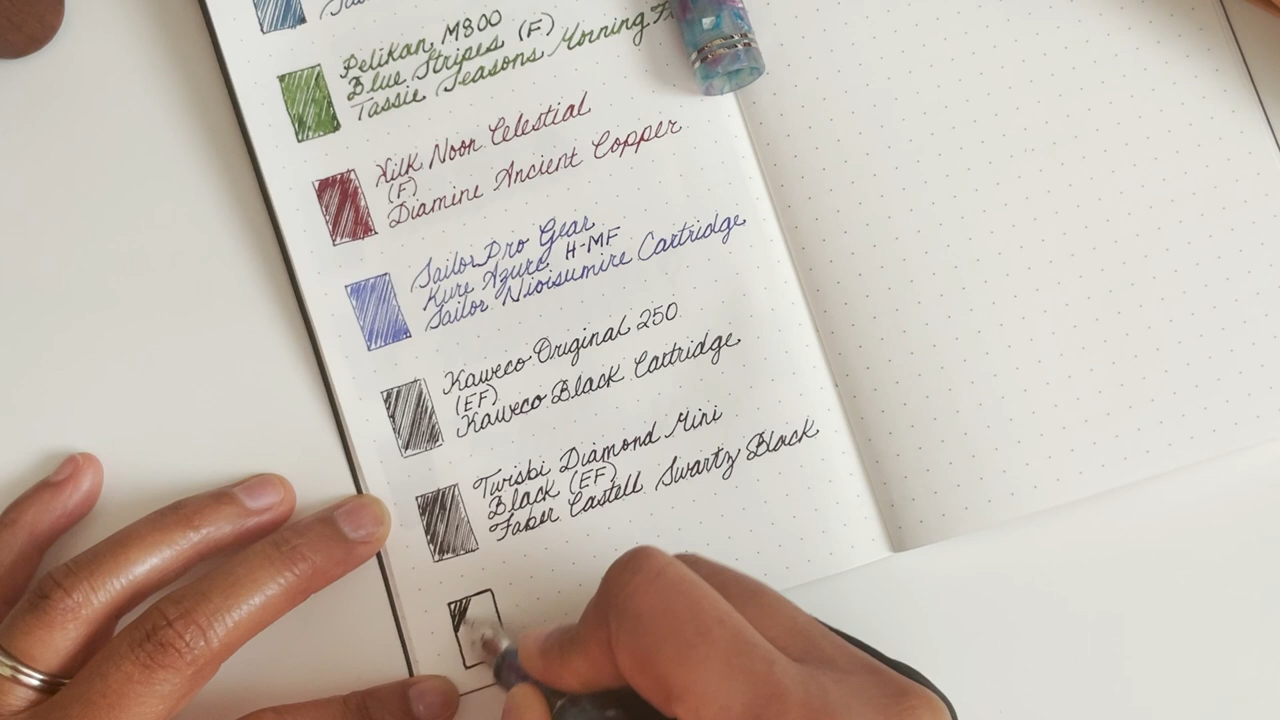 Pelikan M800
Blue Stripes (F)
Tassie Seasons Morning
Xilk Noor Celestial
(F)
Diamine Ancient Copper
Sailor Pro Gear
Kure Azure H-MF
Sailor Nioisumire Cartridge
Kaweco Original 250
(EF)
Kaweco Black Cartridge
Twisbi Diamond Mini
Black (EF)
Faber Castell Swartz Black